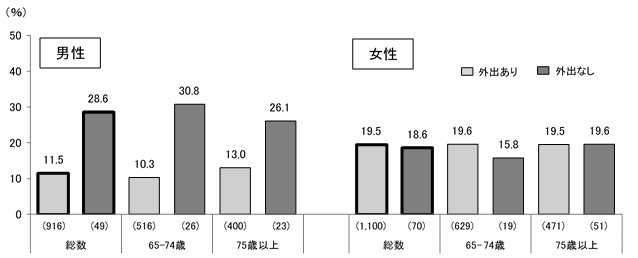 (％)
50
40
30
20
10
0
男性
女性
外出あり 外出なし
11.5 28.6 10.3 30.8 13.0 26.1
19.5 18.6 19.6 15.8 19.5 19.6
(916) (49) (516) (26) (400) (23) (1,100) (70) (629) (19) (471) (51)
総数 65-74歳 75歳以上 総数 65-74歳 75歳以上